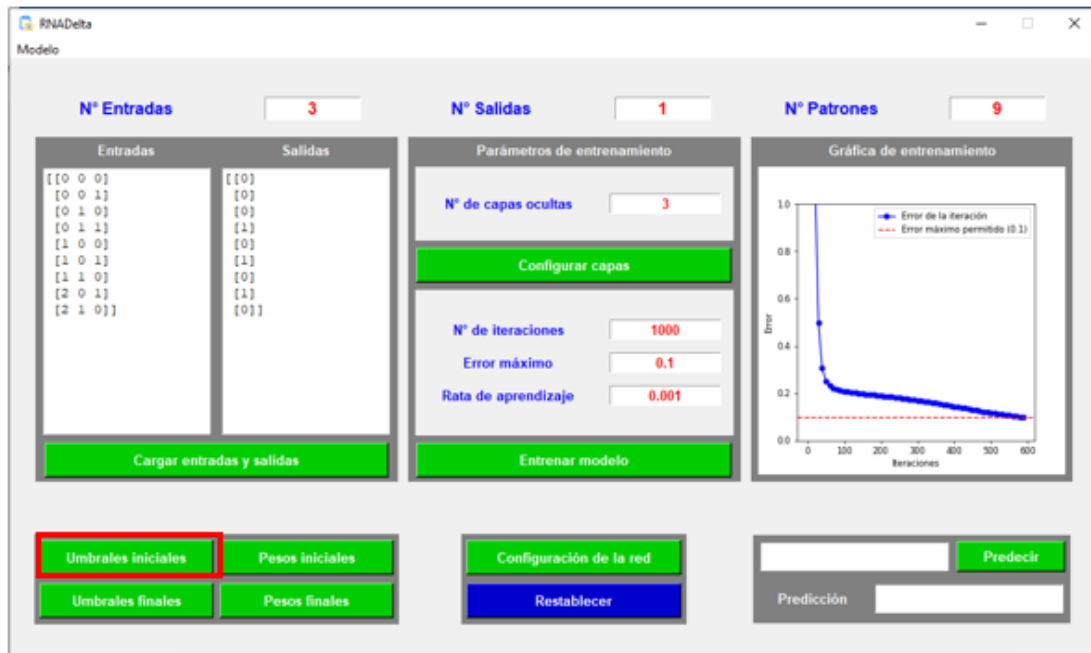 RNADelta
Modelo
N° Entradas 3 N° Salidas 1 N° Patrones 9
Entradas Salidas
[[0 0 0]
[0 0 1]
[0 1 0]
[0 1 1]
[1 0 0]
[1 0 1]
[1 1 0]
[2 0 1]
[2 1 0]]
[[0]
[0]
[0]
[1]
[0]
[1]
[0]
[1]
[0]]
Cargar entradas y salidas
Parámetros de entrenamiento
N° de capas ocultas 3
Configurar capas
N° de iteraciones 1000
Error máximo 0.1
Rata de aprendizaje 0.001
Entrenar modelo
Gráfica de entrenamiento
Error de la iteración
Error máximo permitido (0.1)
1.0
0.8
0.6
0.4
0.2
0.0
Error
0 100 200 300 400 500 600
Iteraciones
Umbrales iniciales Pesos iniciales
Umbrales finales Pesos finales
Configuración de la red
Restablecer
Predecir
Predicción